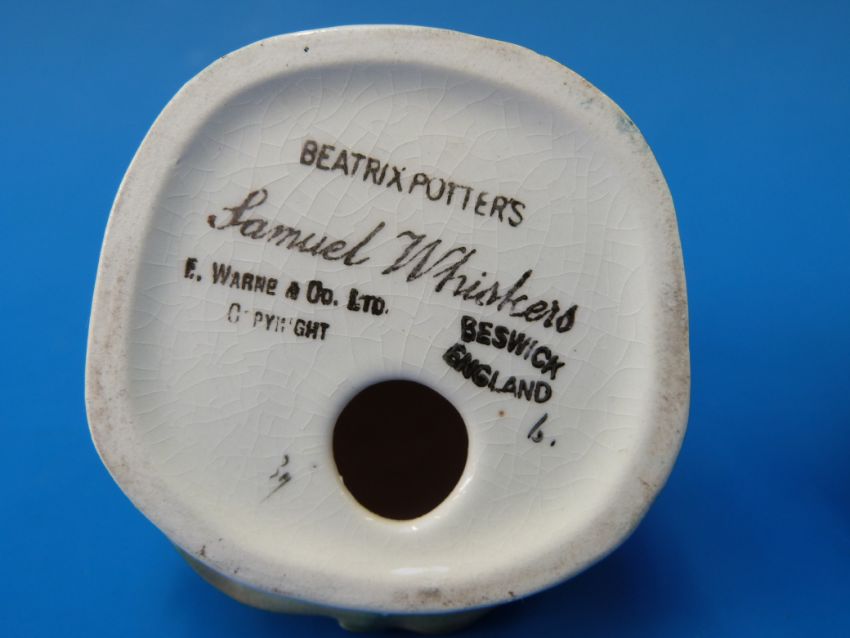 BEATRIX POTTER'S
Samuel Whiskers
F. WARNE & CO. LTD.
COPYRIGHT
BESWICK
ENGLAND
b.